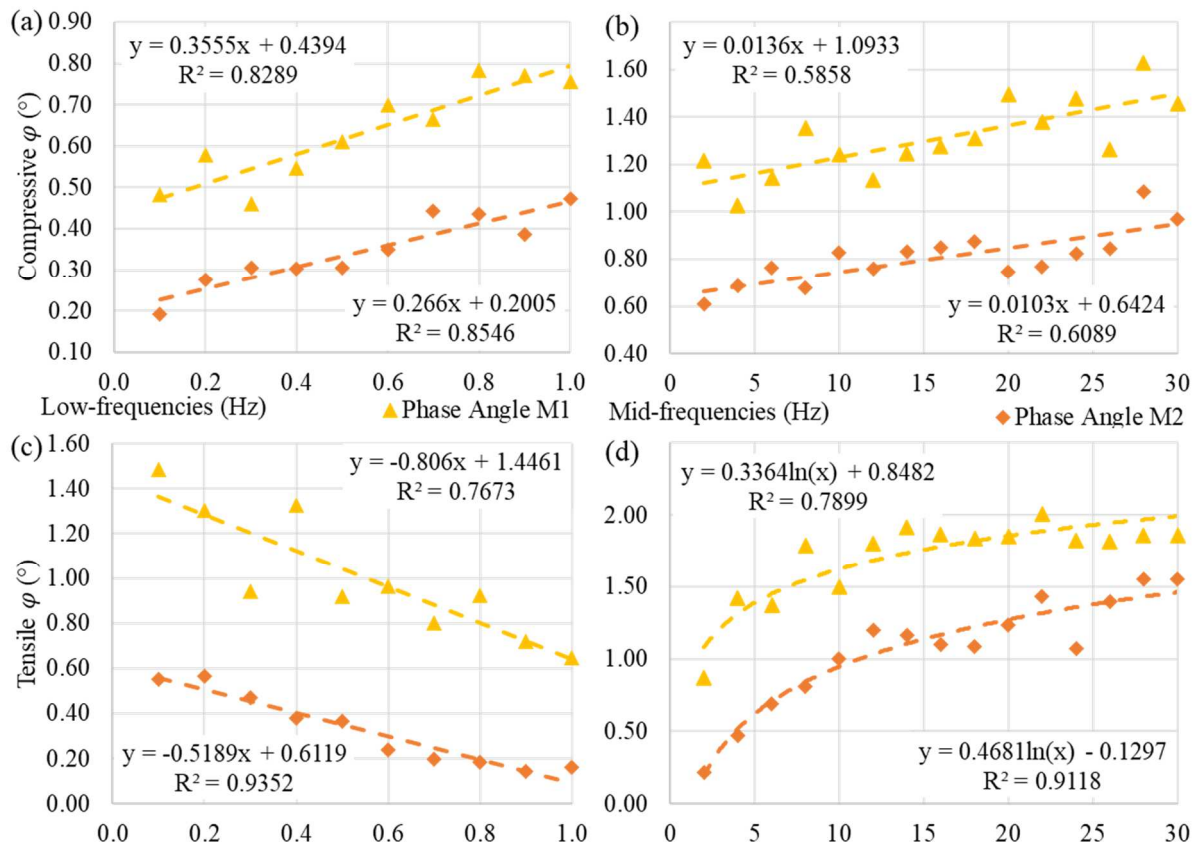 (a)
0.90
0.80
0.70
0.60
0.50
0.40
0.30
0.20
0.10
Compressive φ (°)
y = 0.3555x + 0.4394
R² = 0.8289
y = 0.266x + 0.2005
R² = 0.8546
0.0 0.2 0.4 0.6 0.8 1.0
(b)
1.60
1.40
1.20
1.00
0.80
0.60
0.40
y = 0.0136x + 1.0933
R² = 0.5858
y = 0.0103x + 0.6424
R² = 0.6089
0 5 10 15 20 25 30
Low-frequencies (Hz) Phase Angle M1 Mid-frequencies (Hz) Phase Angle M2
(c)
1.60
1.40
1.20
1.00
0.80
0.60
0.40
0.20
0.00
Tensile φ (°)
y = -0.806x + 1.4461
R² = 0.7673
y = -0.5189x + 0.6119
R² = 0.9352
0.0 0.2 0.4 0.6 0.8 1.0
(d)
2.00
1.50
1.00
0.50
0.00
y = 0.3364ln(x) + 0.8482
R² = 0.7899
y = 0.4681ln(x) - 0.1297
R² = 0.9118
0 5 10 15 20 25 30